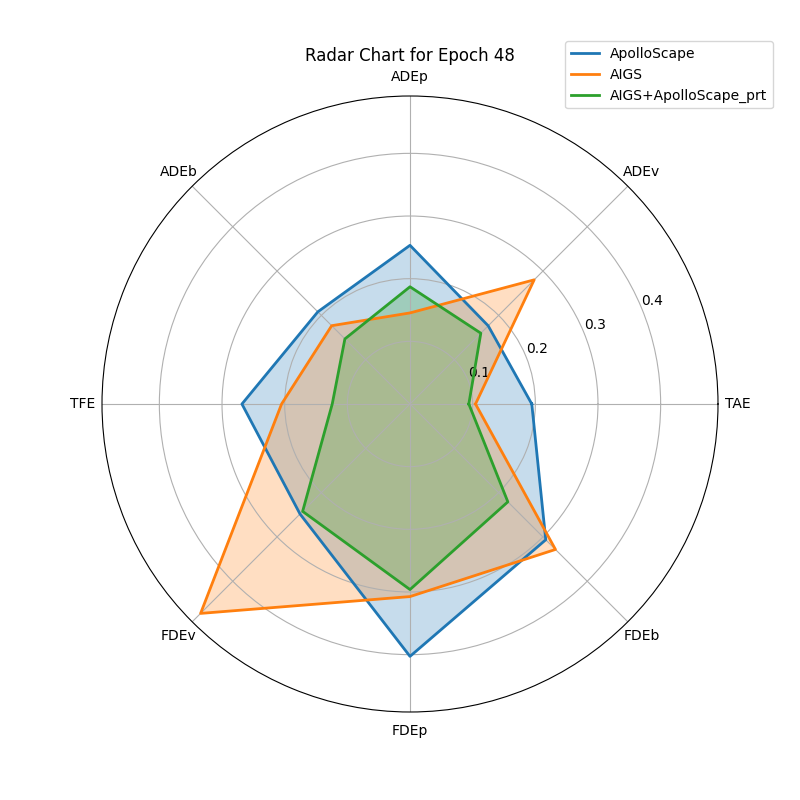 Radar Chart for Epoch 48
ApolloScape
AIGS
AIGS+ApolloScape_prt
ADEp
ADEb
ADEv
0.4
0.3
0.2
0.1
TFE
TAE
FDEv
FDEb
FDEp